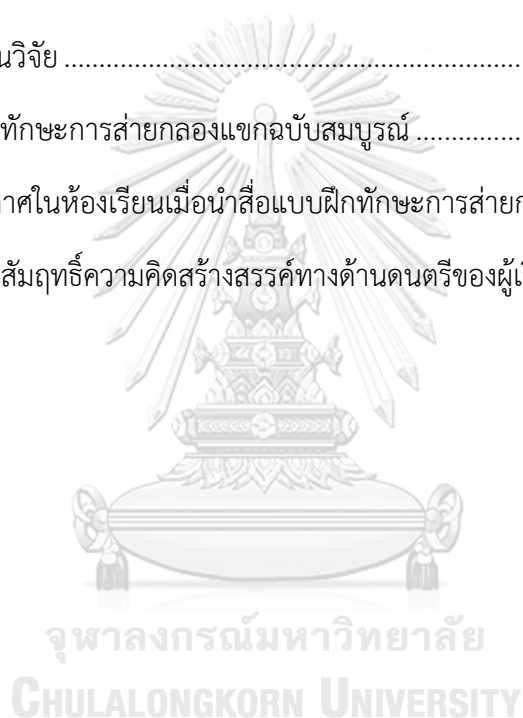 นวิจัย ................................................................
ทักษะการส่ายกลองแขกฉบับสมบูรณ์ ...............
าศในห้องเรียนเมื่อนำสื่อแบบฝึกทักษะการส่ายก
สัมฤทธิ์ความคิดสร้างสรรค์ทางด้านดนตรีของผู้เ
จุฬาลงกรณ์มหาวิทยาลัย
CHULALONGKORN UNIVERSITY